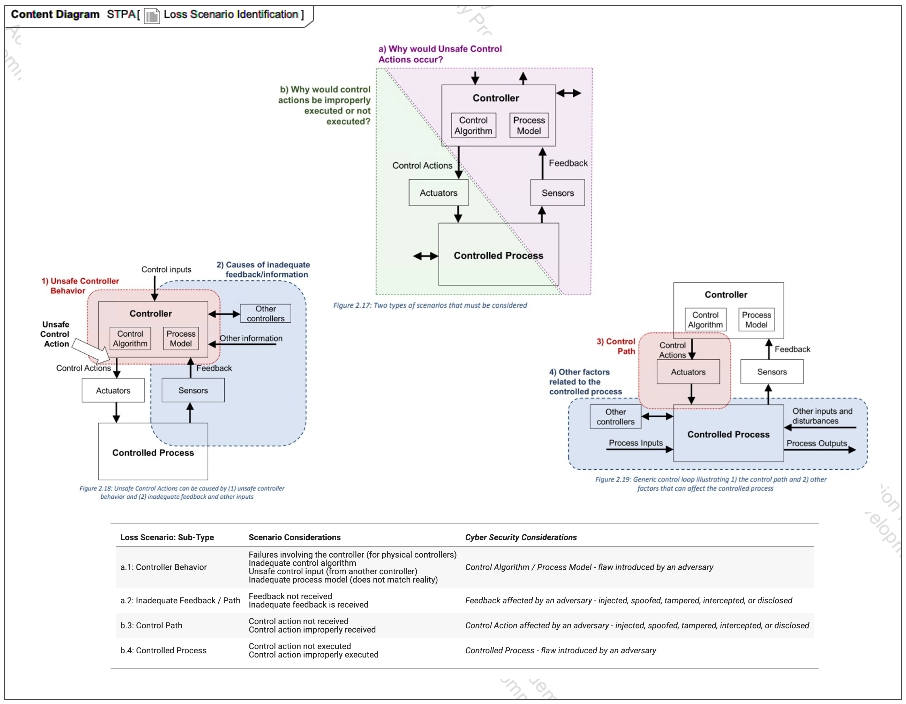 Content Diagram STPA[ Loss Scenario Identification ]
a) Why would Unsafe Control
Actions occur?
b) Why would control
actions be improperly
executed or not
executed?
Controller
Control
Algorithm
Process
Model
Control Actions
Feedback
Actuators
Sensors
Controlled Process
Figure 2.17: Two types of scenarios that must be considered
1) Unsafe Controller
Behavior
Control inputs
2) Causes of inadequate
feedback/information
Unsafe
Control
Action
Controller
Control
Algorithm
Process
Model
Other
controllers
Other information
Control Actions
Feedback
Actuators
Sensors
Controlled Process
Figure 2.18: Unsafe Control Actions can be caused by (1) unsafe controller
behavior and (2) inadequate feedback and other inputs
Controller
Control
Algorithm
Process
Model
3) Control
Path
Control
Actions
Feedback
Actuators
Sensors
4) Other factors
related to the
controlled process
Other
controllers
Controlled Process
Other inputs and
disturbances
Process Inputs
Process Outputs
Figure 2.19: Generic control loop illustrating 1) the control path and 2) other
factors that can affect the controlled process
Loss Scenario: Sub-Type Scenario Considerations Cyber Security Considerations
a.1: Controller Behavior
Failures involving the controller (for physical controllers)
Inadequate control algorithm
Unsafe control input (from another controller)
Inadequate process model (does not match reality)
Control Algorithm / Process Model - flaw introduced by an adversary
a.2: Inadequate Feedback / Path
Feedback not received
Inadequate feedback is received
Feedback affected by an adversary - injected, spoofed, tampered, intercepted, or disclosed
b.3: Control Path
Control action not received
Control action improperly received
Control Action affected by an adversary - injected, spoofed, tampered, intercepted, or disclosed
b.4: Controlled Process
Control action not executed
Control action improperly executed
Controlled Process - flaw introduced by an adversary